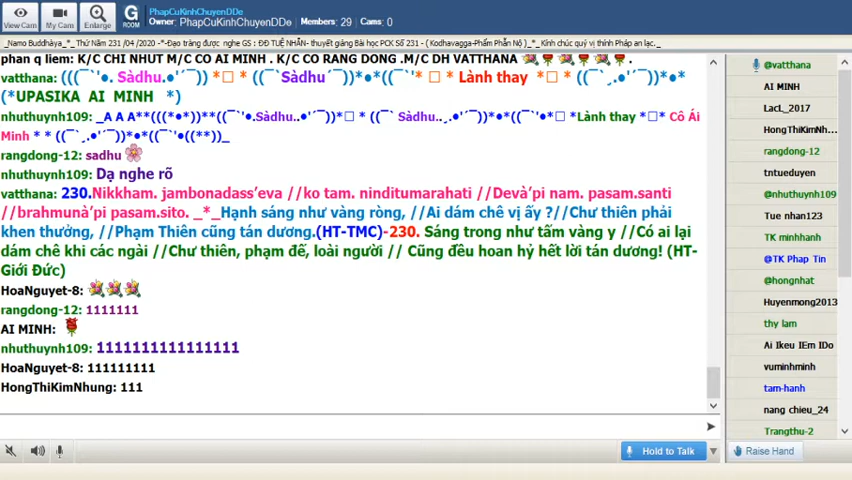 View Cam
My Cam
Enlarge
G
ROOM
PhapCuKinhChuyenDDe
Owner: PhapCuKinhChuyenDDe Members: 29 Cams: 0
_Namo Buddhàya_*_ Thứ Năm 231 /04 /2020 -*-Đạo tràng được nghe GS : ĐĐ TUỆ NHẪN- thuyết giảng Bài học PCK Số 231 - ( Kodhavagga-Phẩm Phẫn Nộ )_*_ Kính chúc quý vị thính Pháp an lạc._
phan q liem: K/C CHI NHUT M/C CO AI MINH . K/C CO RANG DONG .M/C DH VATTHANA .
vatthana: (((¯`'•. Sàdhu.•'´¯)) *□ * ((¯`'•. Sàdhu´¯))*•*((¯`'* □ * Lành thay *□ * ((¯`¸.•'´¯))*•*
(*UPASIKA AI MINH *)
nhuthuynh109: _A A A**(((*•*))**((¯`'•.Sàdhu..•'´¯))*□ * ((¯` Sàdhu..¸.•'´¯))*•*((¯`'•□*Lành thay *□* Cô Ái
Minh * * ((¯`¸.•'´¯))*•*((¯`'•((**))_
rangdong-12: sadhu
nhuthuynh109: Dạ nghe rõ
vatthana: 230.Nikkham. jambonadass'eva //ko tam. ninditumarahati //Devà'pi nam. pasam.santi
//brahmunà'pi pasam.sito. _*_Hạnh sáng như vàng ròng, //Ai dám chê vị ấy ?//Chư thiên phải
khen thưởng, //Phạm Thiên cũng tán dương.(HT-TMC)-230. Sáng trong như tấm vàng y //Có ai lại
dám chê khi các ngài //Chư thiên, phạm đế, loài người // Cũng đều hoan hỷ hết lời tán dương! (HT-
Giới Đức)
HoaNguyet-8:
rangdong-12: 1111111
AI MINH:
nhuthuynh109: 1111111111111111
HoaNguyet-8: 111111111
HongThiKimNhung: 111
Hold to Talk
@vatthana
AI MINH
LacL_2017
HongThiKimNh...
rangdong-12
tntueduyen
@nhuthuynh109
Tue nhan123
TK minhhanh
@TK Phap Tin
@hongnhat
Huyenmong2013
thy lam
Ai Ikeu IEm IDo
vuminhminh
tam-hanh
nang chieu_24
Trangthu-2
Raise Hand